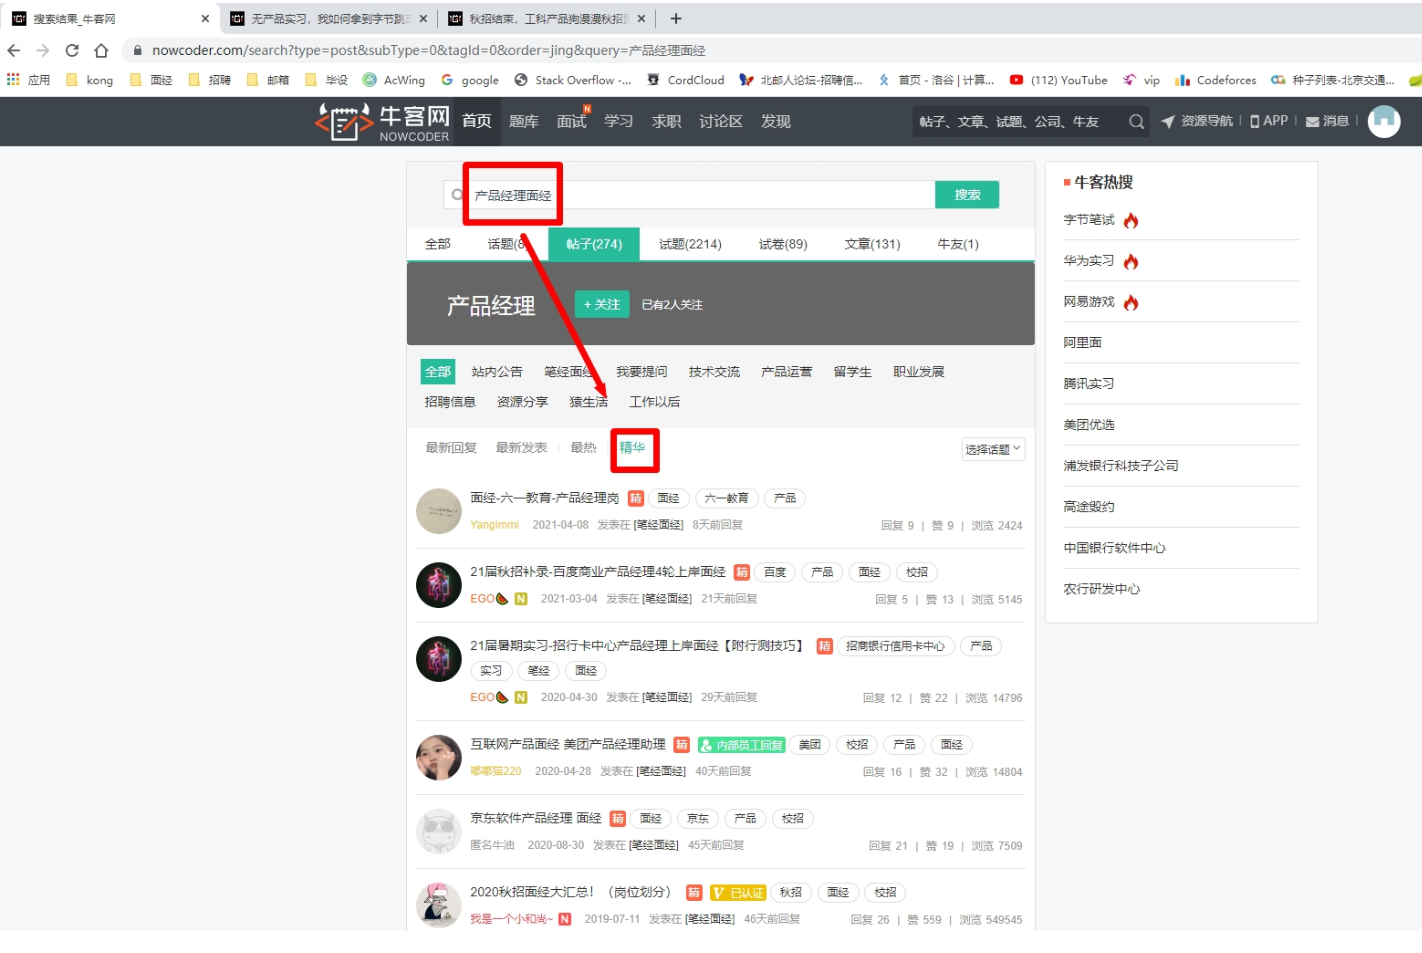 搜索结果_牛客网
无产品实习，我如何拿到字节跳
秋招结束，工科产品狗漫漫秋招
nowcoder.com/search?type=post&subType=0&tagId=0&order=jing&query=产品经理面经
应用 kong 面经 招聘 邮箱 毕设 AcWing google Stack Overflow -... CordCloud 北邮人论坛-招聘信... 首页 - 洛谷 | 计算... (112) YouTube vip Codeforces 种子列表-北京交通...
牛客网
NOWCODER
首页 题库 面试 N 学习 求职 讨论区 发现
帖子、文章、试题、公司、牛友
资源导航 | APP | 消息 |
产品经理面经
搜索
全部 话题(8 帖子(274) 试题(2214) 试卷(89) 文章(131) 牛友(1)
产品经理 + 关注 已有2人关注
全部 站内公告 笔经面经 我要提问 技术交流 产品运营 留学生 职业发展
招聘信息 资源分享 猿生活 工作以后
最新回复 最新发表 最热 精华
选择话题
面经-六一教育-产品经理岗 精 面经 六一教育 产品
YangImmi 2021-04-08 发表在 [笔经面经] 8天前回复 回复 9 | 赞 9 | 浏览 2424
21届秋招补录-百度商业产品经理4轮上岸面经 精 百度 产品 面经 校招
EGO N 2021-03-04 发表在 [笔经面经] 21天前回复 回复 5 | 赞 13 | 浏览 5145
21届暑期实习-招行卡中心产品经理上岸面经【附行测技巧】 精 招商银行信用卡中心 产品
实习 笔经 面经
EGO N 2020-04-30 发表在 [笔经面经] 29天前回复 回复 12 | 赞 22 | 浏览 14796
互联网产品面经 美团产品经理助理 精 内部员工回复 美团 校招 产品 面经
嘟嘟猫220 2020-04-28 发表在 [笔经面经] 40天前回复 回复 16 | 赞 32 | 浏览 14804
京东软件产品经理 面经 精 面经 京东 产品 校招
匿名牛油 2020-08-30 发表在 [笔经面经] 45天前回复 回复 21 | 赞 19 | 浏览 7509
2020秋招面经大汇总！（岗位划分） 精 V 已认证 秋招 面经 校招
我是一个小和尚~ N 2019-07-11 发表在 [笔经面经] 46天前回复 回复 26 | 赞 559 | 浏览 549545
牛客热搜
字节笔试
华为实习
网易游戏
阿里面
腾讯实习
美团优选
浦发银行科技子公司
高途毁约
中国银行软件中心
农行研发中心